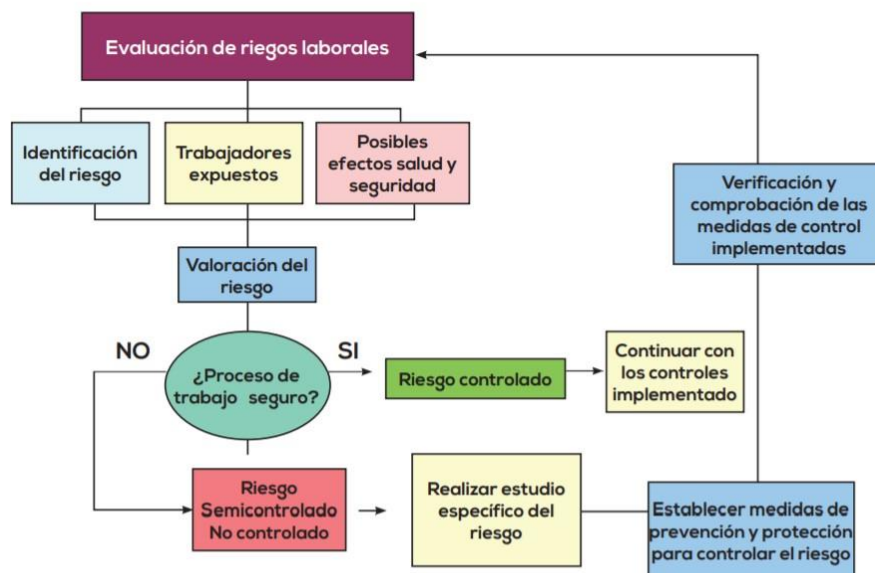 Evaluación de riegos laborales
Identificación
del riesgo
Trabajadores
expuestos
Posibles
efectos salud y
seguridad
Verificación y
comprobación de las
medidas de control
implementadas
Valoración del
riesgo
NO
SI
¿Proceso de
trabajo seguro?
Riesgo controlado
Continuar con
los controles
implementado
Riesgo
Semicontrolado
No controlado
Realizar estudio
específico del
riesgo
Establecer medidas de
prevención y protección
para controlar el riesgo